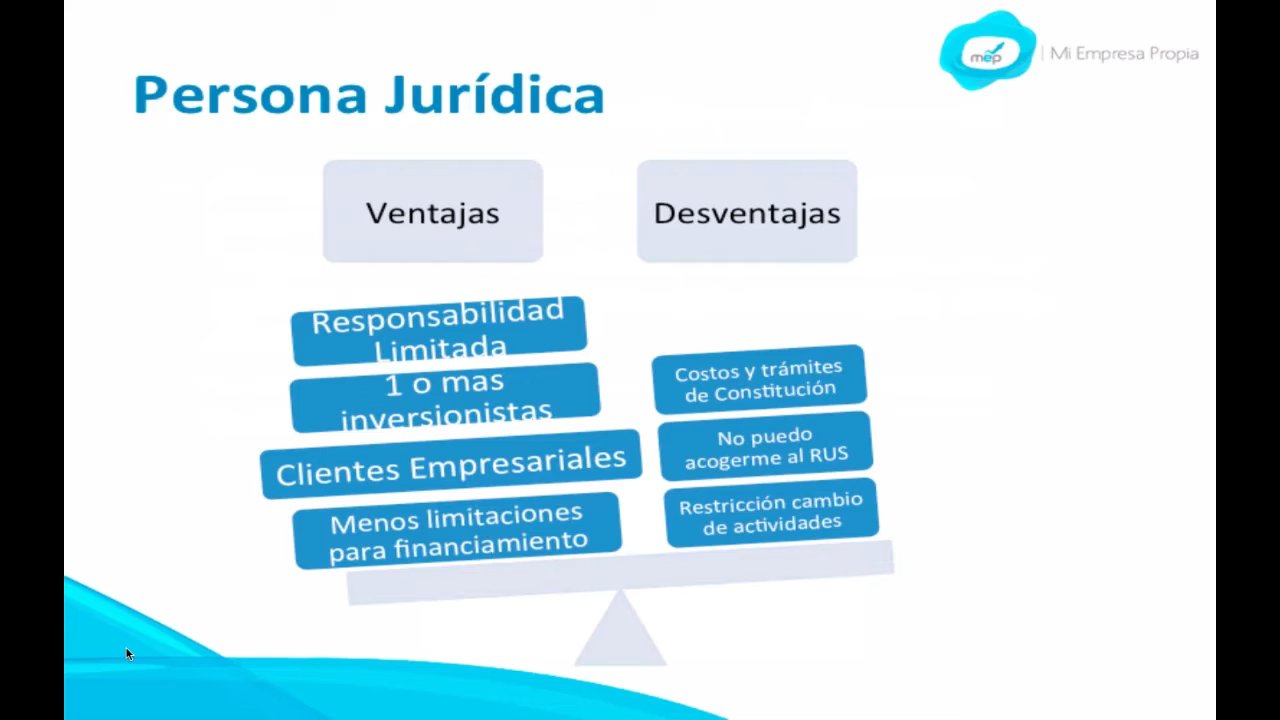 mep
Mi Empresa Propia
Persona Jurídica
Ventajas
Desventajas
Responsabilidad
Limitada
1 o mas
inversionistas
Clientes Empresariales
Menos limitaciones
para financiamiento
Costos y trámites
de Constitución
No puedo
acogerme al RUS
Restricción cambio
de actividades